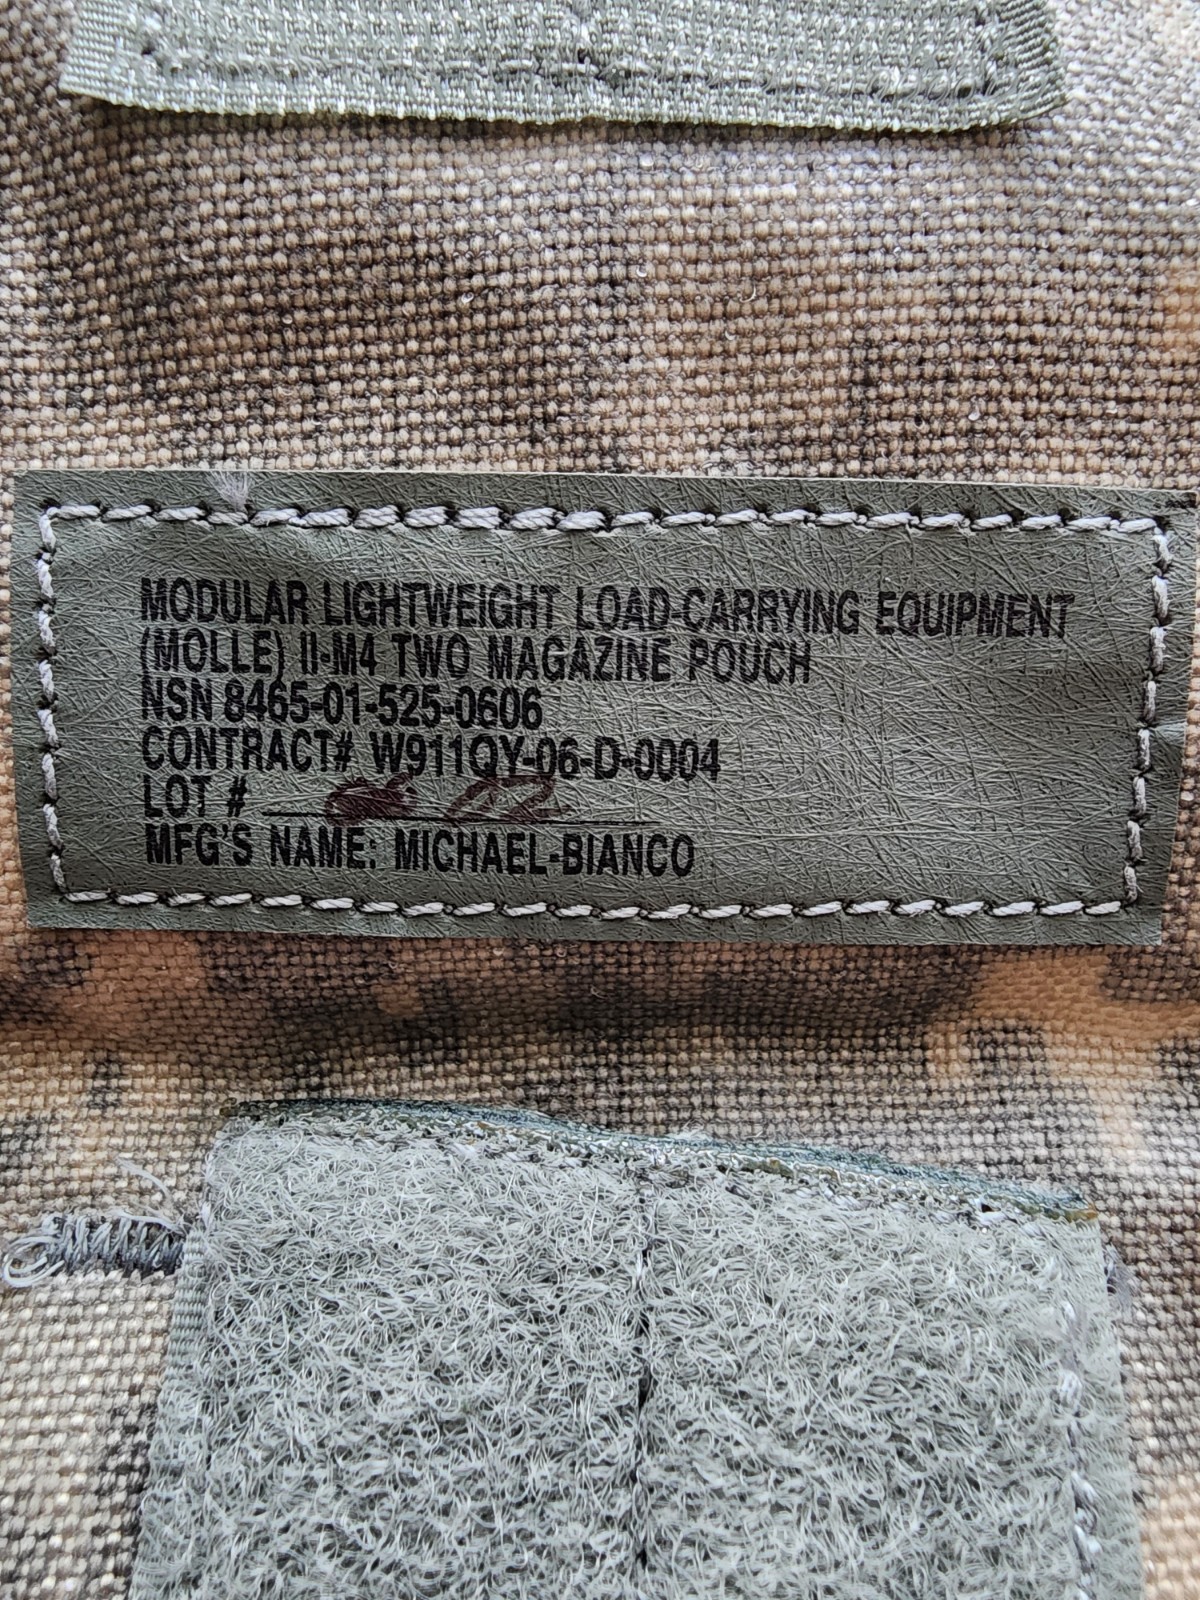 MODULAR LIGHTWEIGHT LOAD-CARRYING EQUIPMENT
(MOLLE) II-M4 TWO MAGAZINE POUCH
NSN 8465-01-525-0606
CONTRACT# W911QY-06-D-0004
LOT #
MFG'S NAME: MICHAEL-BIANCO